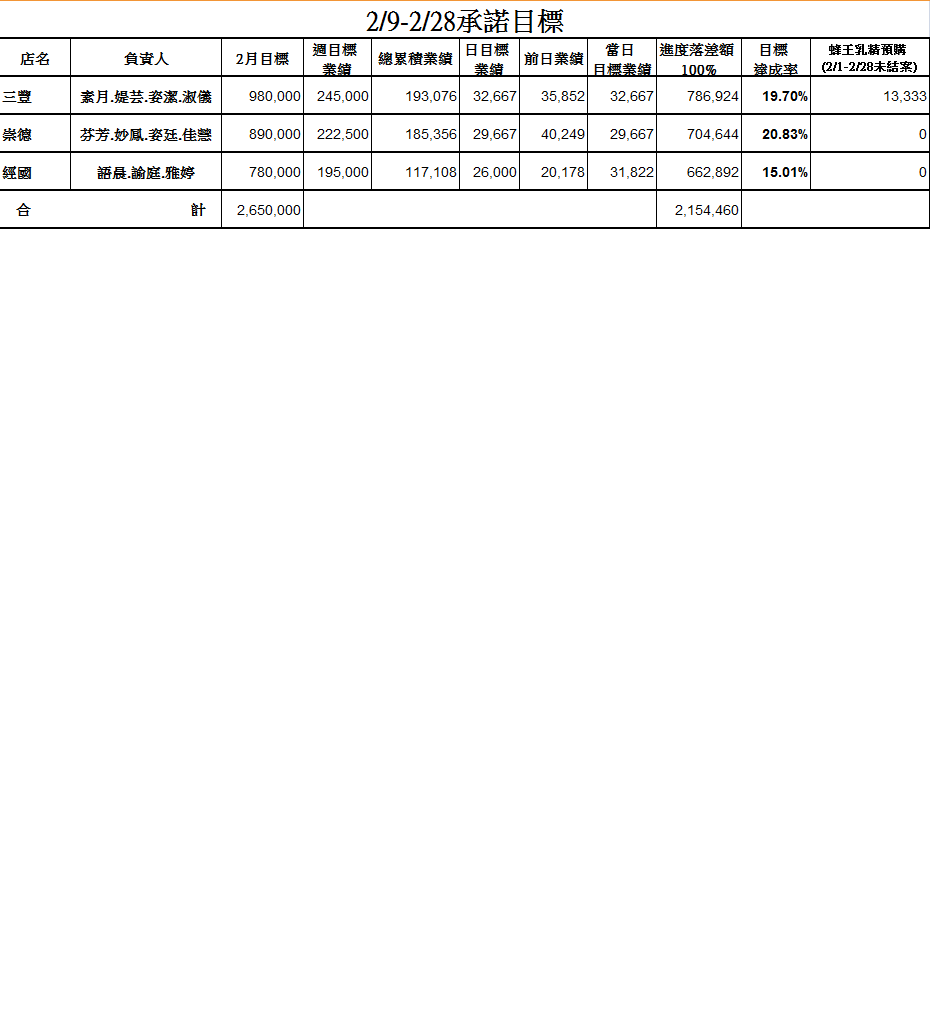 2/9-2/28承諾目標
店名 負責人 2月目標 週目標業績 總累積業績 日目標業績 前日業績 當日目標業績 進度落差額100% 目標達成率 蜂王乳精預購(2/1-2/28未結案)
三豐 素月.媞芸.姿潔.淑儀 980,000 245,000 193,076 32,667 35,852 32,667 786,924 19.70% 13,333
崇德 芬芳.妙鳳.姿廷.佳慧 890,000 222,500 185,356 29,667 40,249 29,667 704,644 20.83% 0
經國 語晨.諭庭.雅婷 780,000 195,000 117,108 26,000 20,178 31,822 662,892 15.01% 0
合計 2,650,000 2,154,460